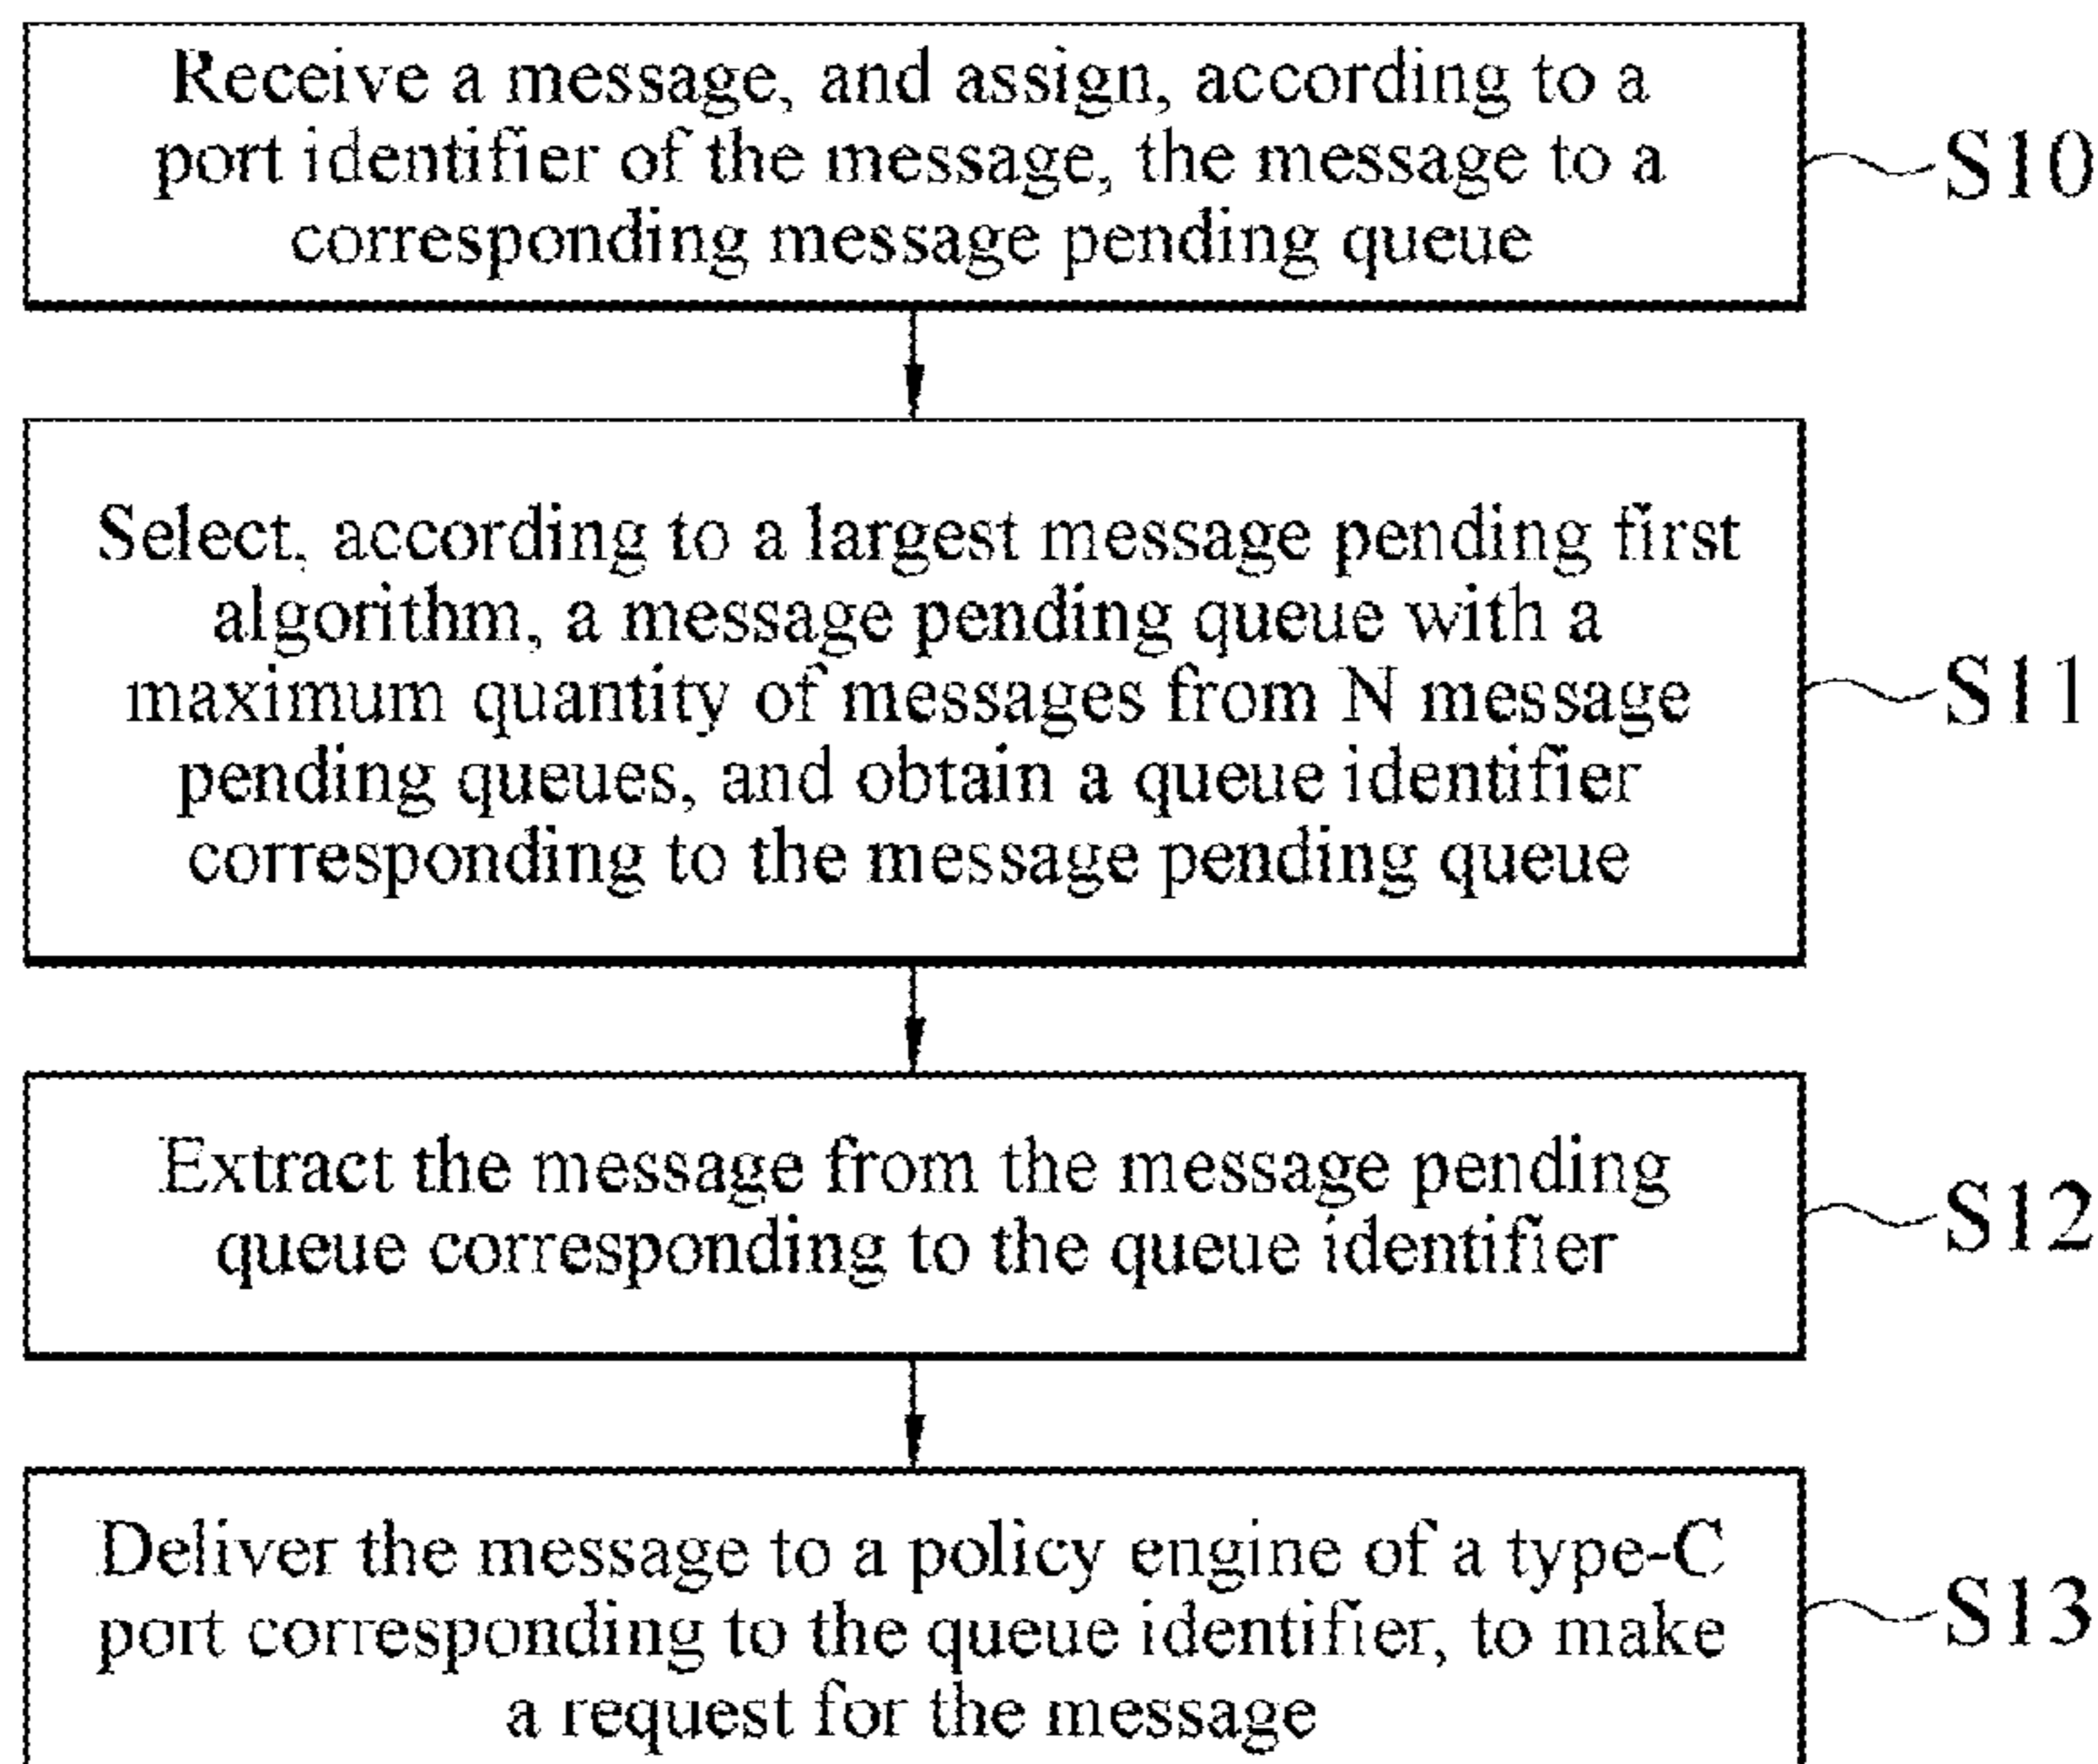 Receive a message, and assign, according to a
port identifier of the message, the message to a
corresponding message pending queue
S10
Select, according to a largest message pending first
algorithm, a message pending queue with a
maximum quantity of messages from N message
pending queues, and obtain a queue identifier
corresponding to the message pending queue
S11
Extract the message from the message pending
queue corresponding to the queue identifier
S12
Deliver the message to a policy engine of a type-C
port corresponding to the queue identifier, to make
a request for the message
S13